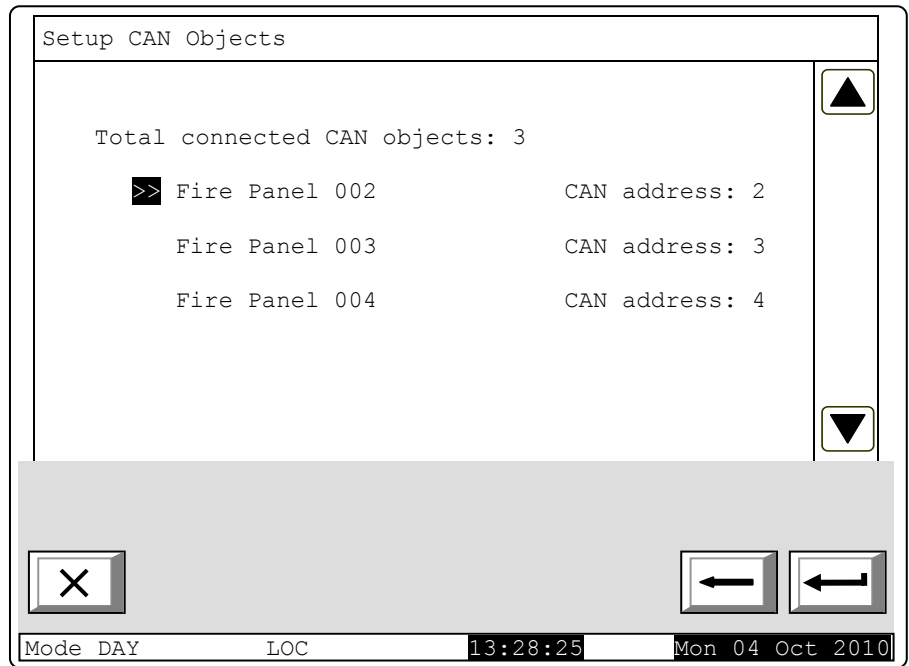 Setup CAN Objects
Total connected CAN objects: 3
>> Fire Panel 002 CAN address: 2
Fire Panel 003 CAN address: 3
Fire Panel 004 CAN address: 4
Mode DAY LOC 13:28:25 Mon 04 Oct 2010